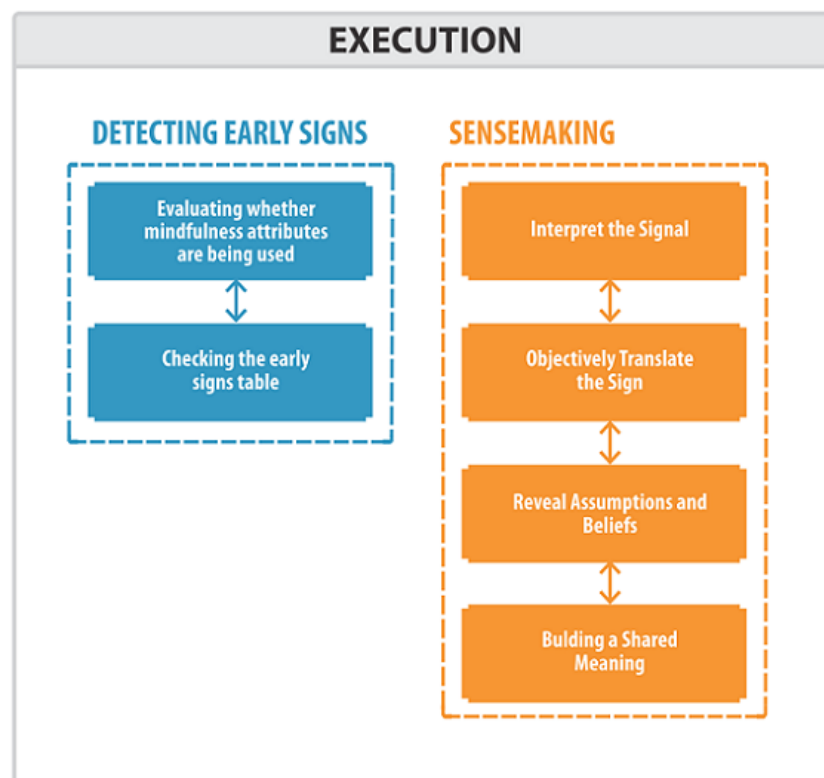 EXECUTION
DETECTING EARLY SIGNS
Evaluating whether
mindfulness attributes
are being used
Checking the early
signs table
SENSEMAKING
Interpret the Signal
Objectively Translate
the Sign
Reveal Assumptions and
Beliefs
Bulding a Shared
Meaning